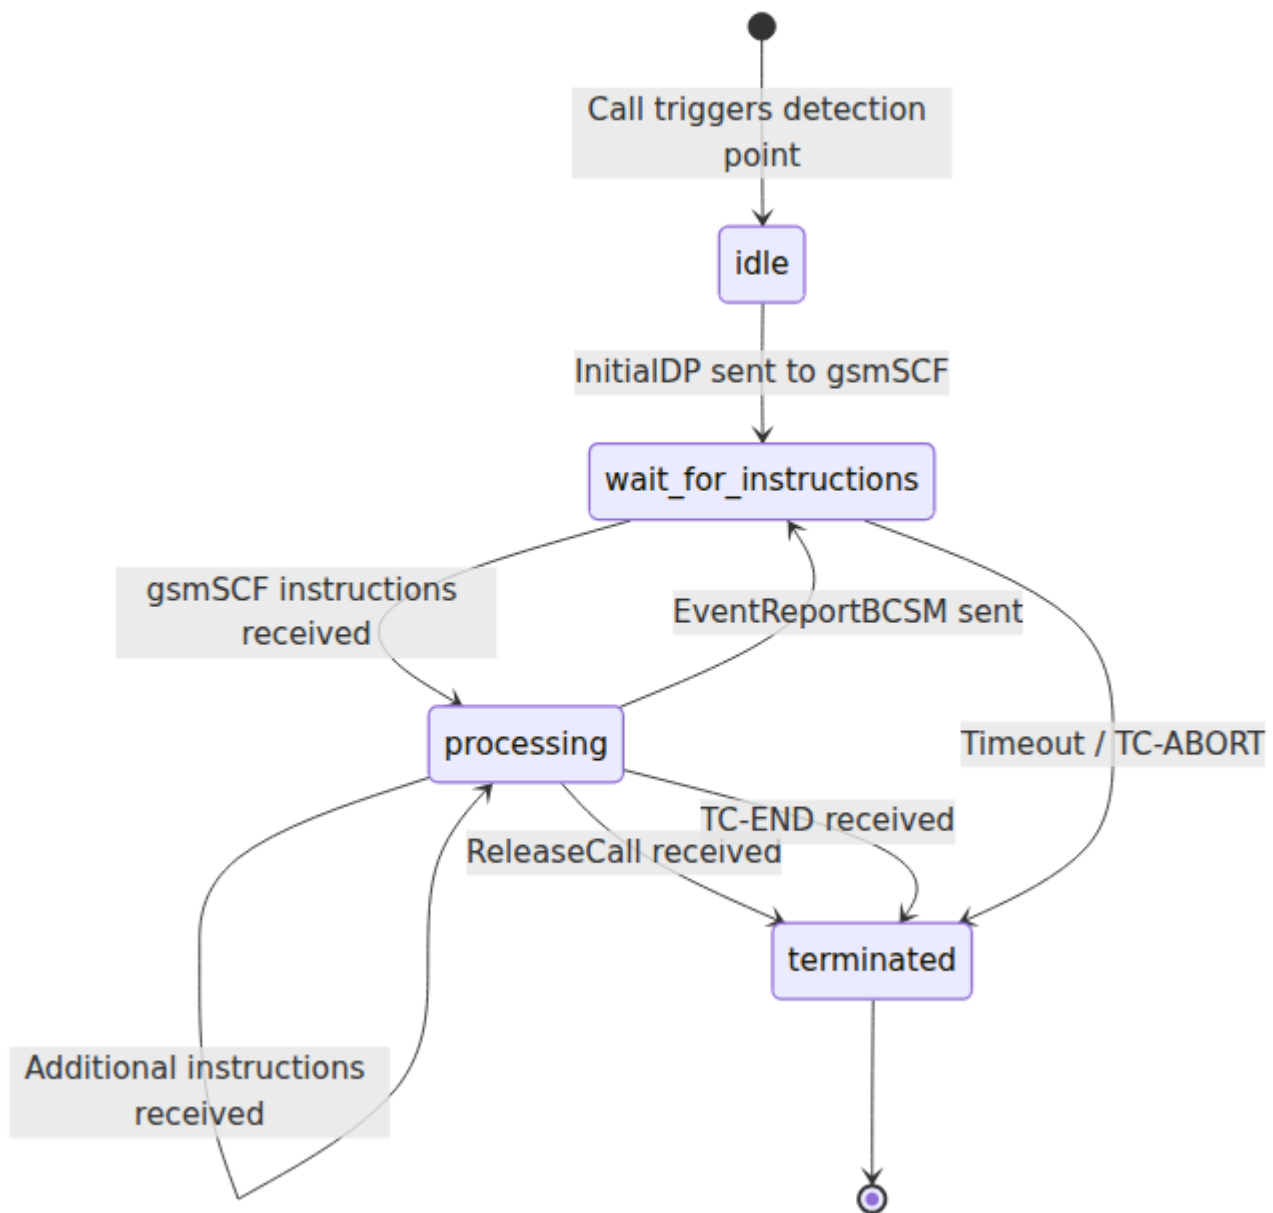 Call triggers detection
point
idle
InitialDP sent to gsmSCF
wait_for_instructions
gsmSCF instructions
received
EventReportBCSM sent
processing
Timeout / TC-ABORT
TC-END received
ReleaseCall received
terminated
Additional instructions
received